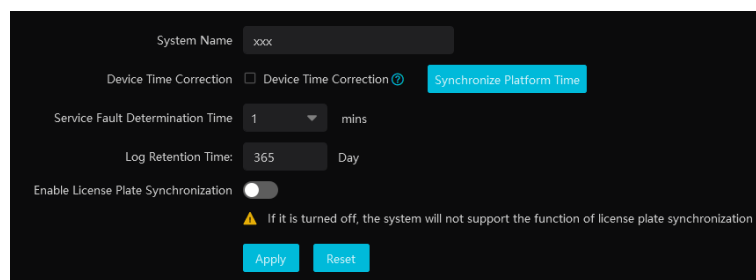 System Name xxx
Device Time Correction Device Time Correction ? Synchronize Platform Time
Service Fault Determination Time 1 mins
Log Retention Time: 365 Day
Enable License Plate Synchronization
If it is turned off, the system will not support the function of license plate synchronization
Apply Reset